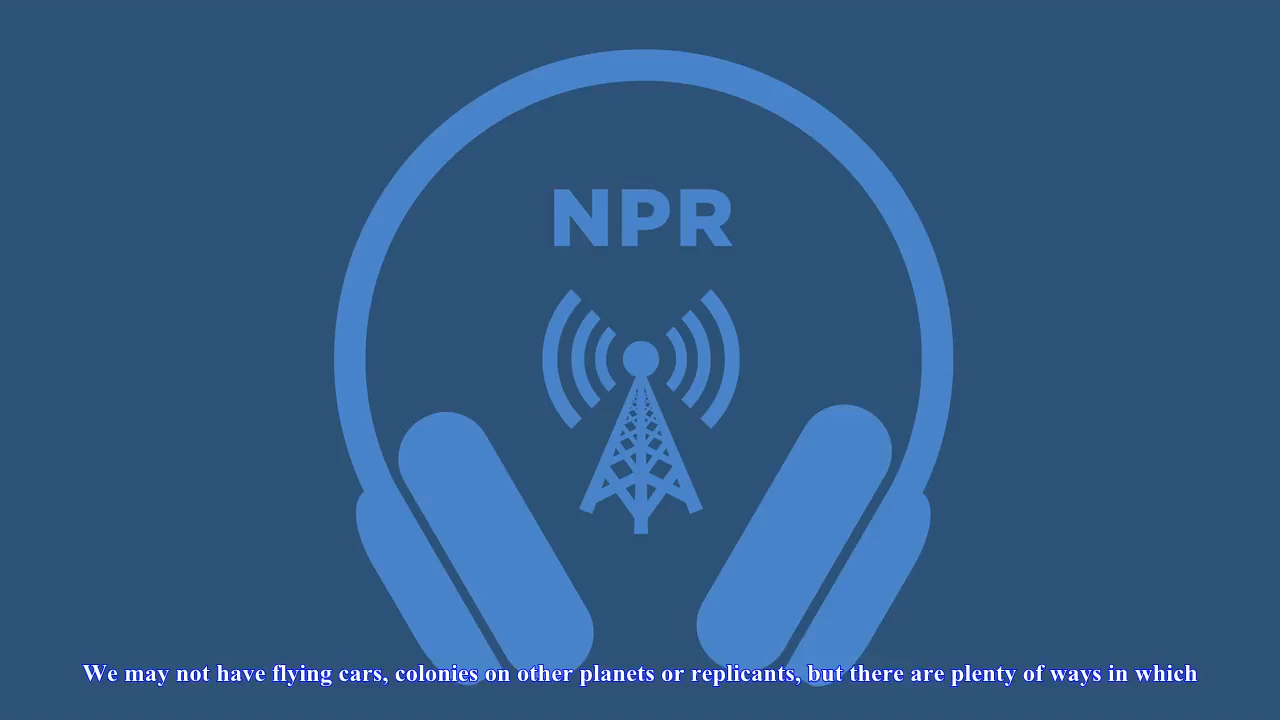 NPR
We may not have flying cars, colonies on other planets or replicants, but there are plenty of ways in which